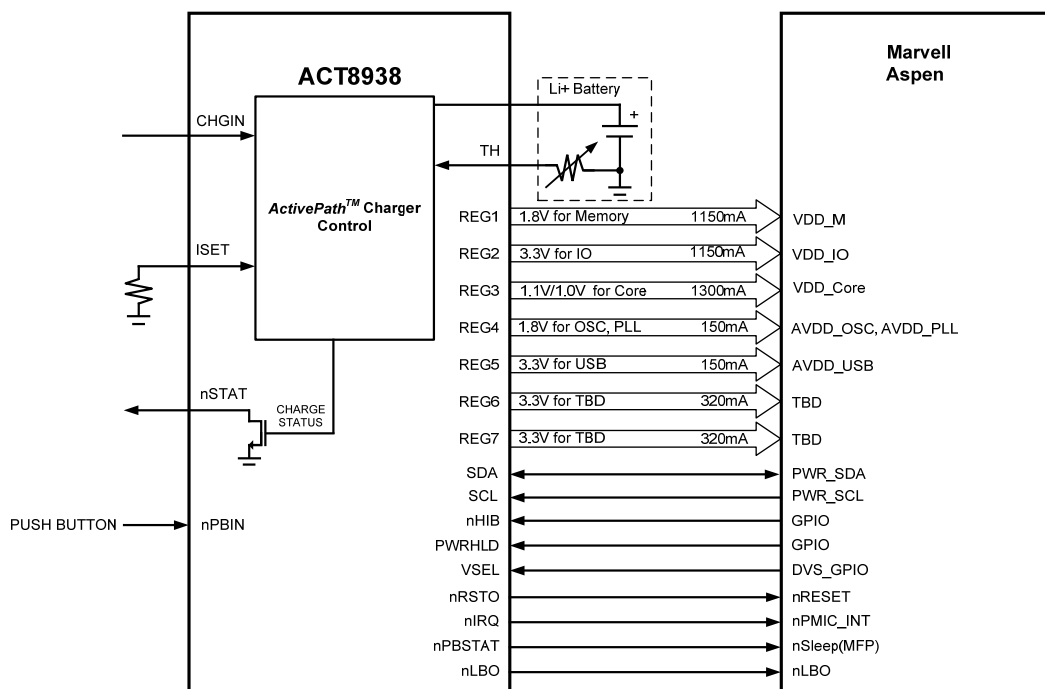 ACT8938
Marvell
Aspen
Li+ Battery
+
CHGIN
TH
ActivePath™ Charger
Control
ISET
REG1 1.8V for Memory 1150mA VDD_M
REG2 3.3V for IO 1150mA VDD_IO
REG3 1.1V/1.0V for Core 1300mA VDD_Core
REG4 1.8V for OSC, PLL 150mA AVDD_OSC, AVDD_PLL
REG5 3.3V for USB 150mA AVDD_USB
REG6 3.3V for TBD 320mA TBD
REG7 3.3V for TBD 320mA TBD
nSTAT
CHARGE
STATUS
SDA PWR_SDA
SCL PWR_SCL
PUSH BUTTON nPBIN
nHIB GPIO
PWRHLD GPIO
VSEL DVS_GPIO
nRSTO nRESET
nIRQ nPMIC_INT
nPBSTAT nSleep(MFP)
nLBO nLBO